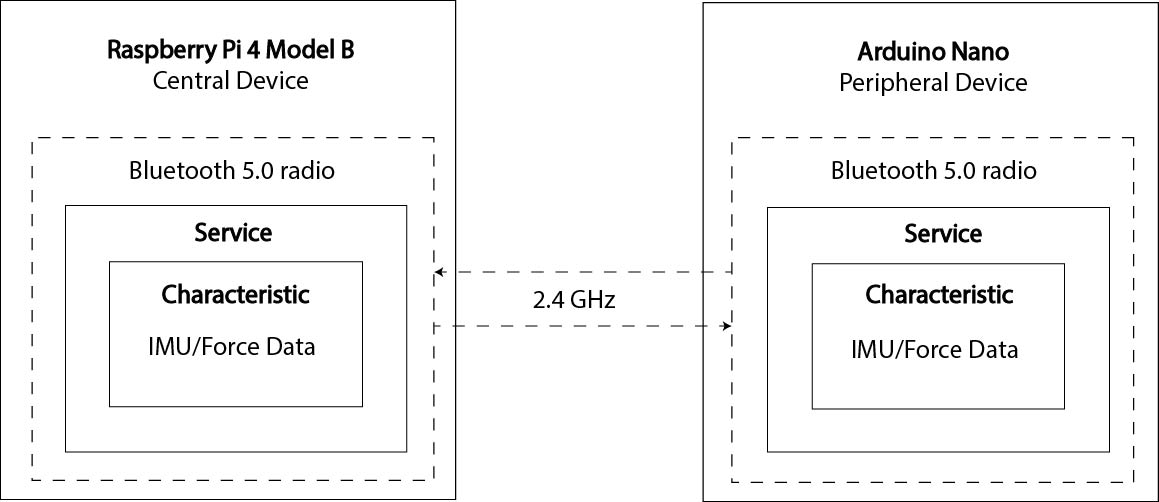 Raspberry Pi 4 Model B
Central Device
Bluetooth 5.0 radio
Service
Characteristic
IMU/Force Data
2.4 GHz
Arduino Nano
Peripheral Device
Bluetooth 5.0 radio
Service
Characteristic
IMU/Force Data